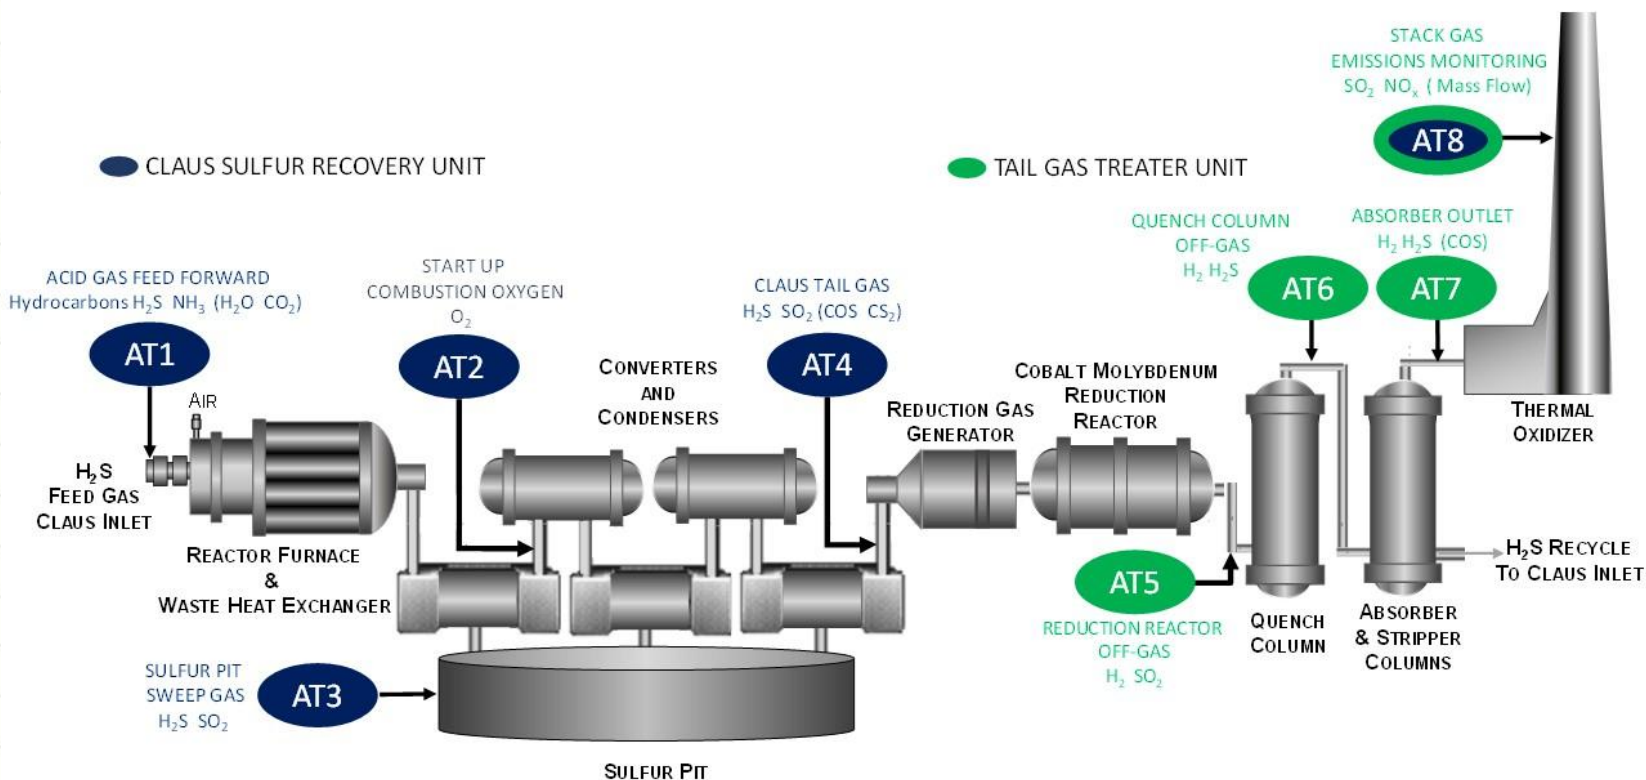 STACK GAS
EMISSIONS MONITORING
SO₂ NOₓ ( Mass Flow)
AT8
CLAUS SULFUR RECOVERY UNIT
TAIL GAS TREATER UNIT
QUENCH COLUMN
OFF-GAS
H₂ H₂S
AT6
ABSORBER OUTLET
H₂ H₂S (COS)
AT7
ACID GAS FEED FORWARD
Hydrocarbons H₂S NH₃ (H₂O CO₂)
AT1
START UP
COMBUSTION OXYGEN
O₂
AT2
CLAUS TAIL GAS
H₂S SO₂ (COS CS₂)
AT4
CONVERTERS
AND
CONDENSERS
COBALT MOLYBDENUM
REDUCTION
REACTOR
REDUCTION GAS
GENERATOR
THERMAL
OXIDIZER
AIR
H₂S
FEED GAS
CLAUS INLET
REACTOR FURNACE
&
WASTE HEAT EXCHANGER
AT5
REDUCTION REACTOR
OFF-GAS
H₂ SO₂
QUENCH
COLUMN
ABSORBER
& STRIPPER
COLUMNS
H₂S RECYCLE
TO CLAUS INLET
SULFUR PIT
SWEEP GAS
H₂S SO₂
AT3
SULFUR PIT